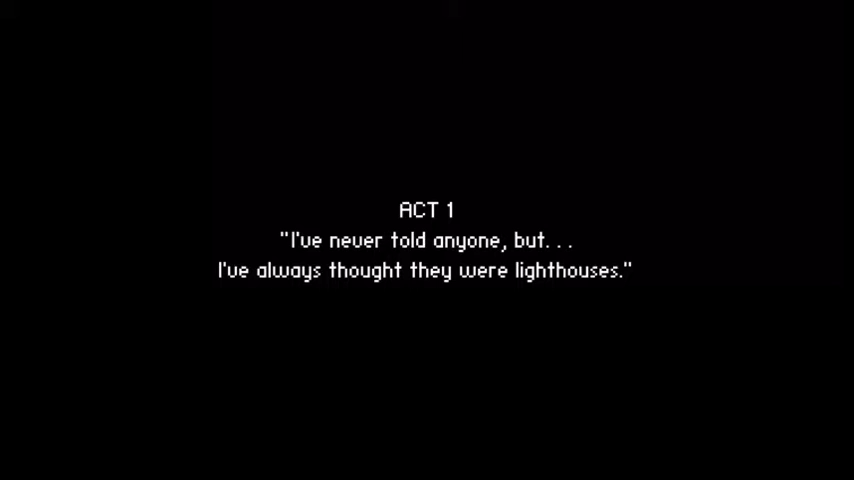 ACT 1
"I've never told anyone, but. . .
I've always thought they were lighthouses."